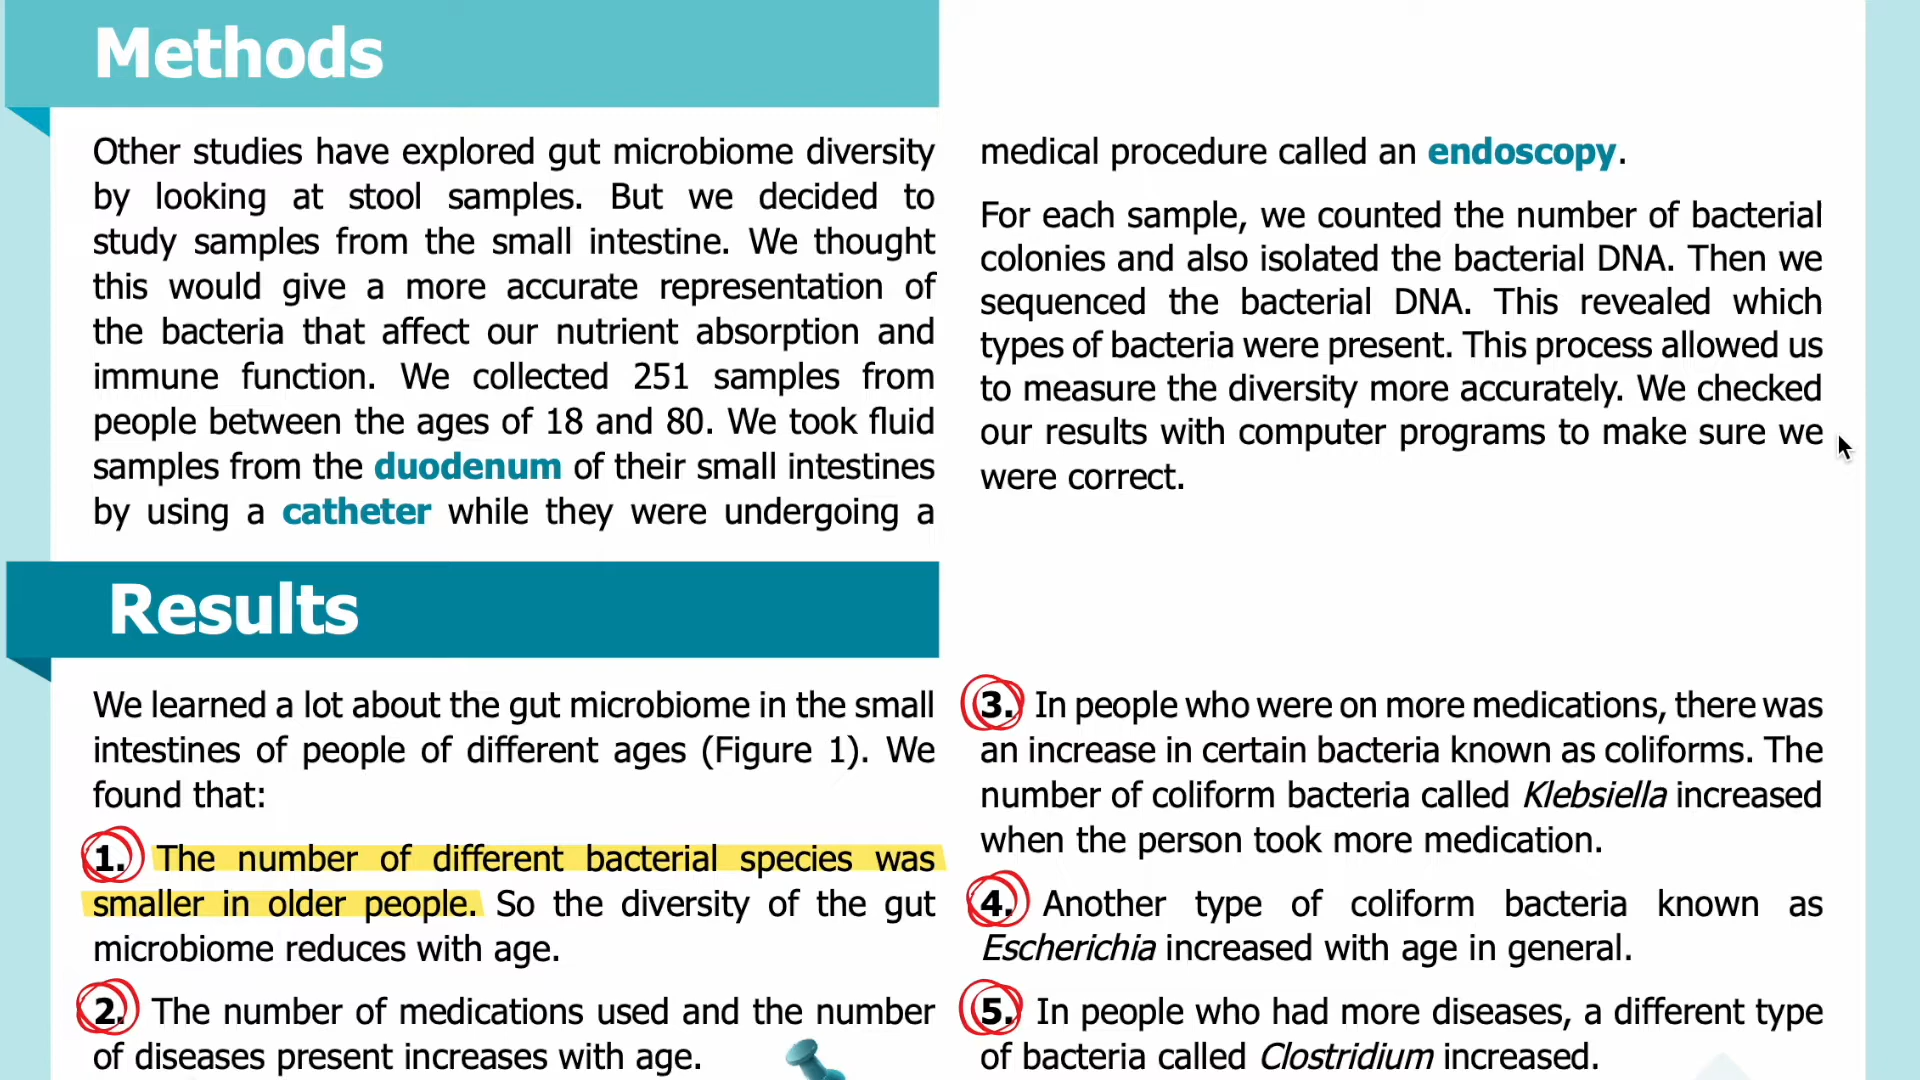 Methods
Other studies have explored gut microbiome diversity
by looking at stool samples. But we decided to
study samples from the small intestine. We thought
this would give a more accurate representation of
the bacteria that affect our nutrient absorption and
immune function. We collected 251 samples from
people between the ages of 18 and 80. We took fluid
samples from the duodenum of their small intestines
by using a catheter while they were undergoing a
medical procedure called an endoscopy.
For each sample, we counted the number of bacterial
colonies and also isolated the bacterial DNA. Then we
sequenced the bacterial DNA. This revealed which
types of bacteria were present. This process allowed us
to measure the diversity more accurately. We checked
our results with computer programs to make sure we
were correct.
Results
We learned a lot about the gut microbiome in the small
intestines of people of different ages (Figure 1). We
found that:
1. The number of different bacterial species was
smaller in older people. So the diversity of the gut
microbiome reduces with age.
2. The number of medications used and the number
of diseases present increases with age.
3. In people who were on more medications, there was
an increase in certain bacteria known as coliforms. The
number of coliform bacteria called Klebsiella increased
when the person took more medication.
4. Another type of coliform bacteria known as
Escherichia increased with age in general.
5. In people who had more diseases, a different type
of bacteria called Clostridium increased.